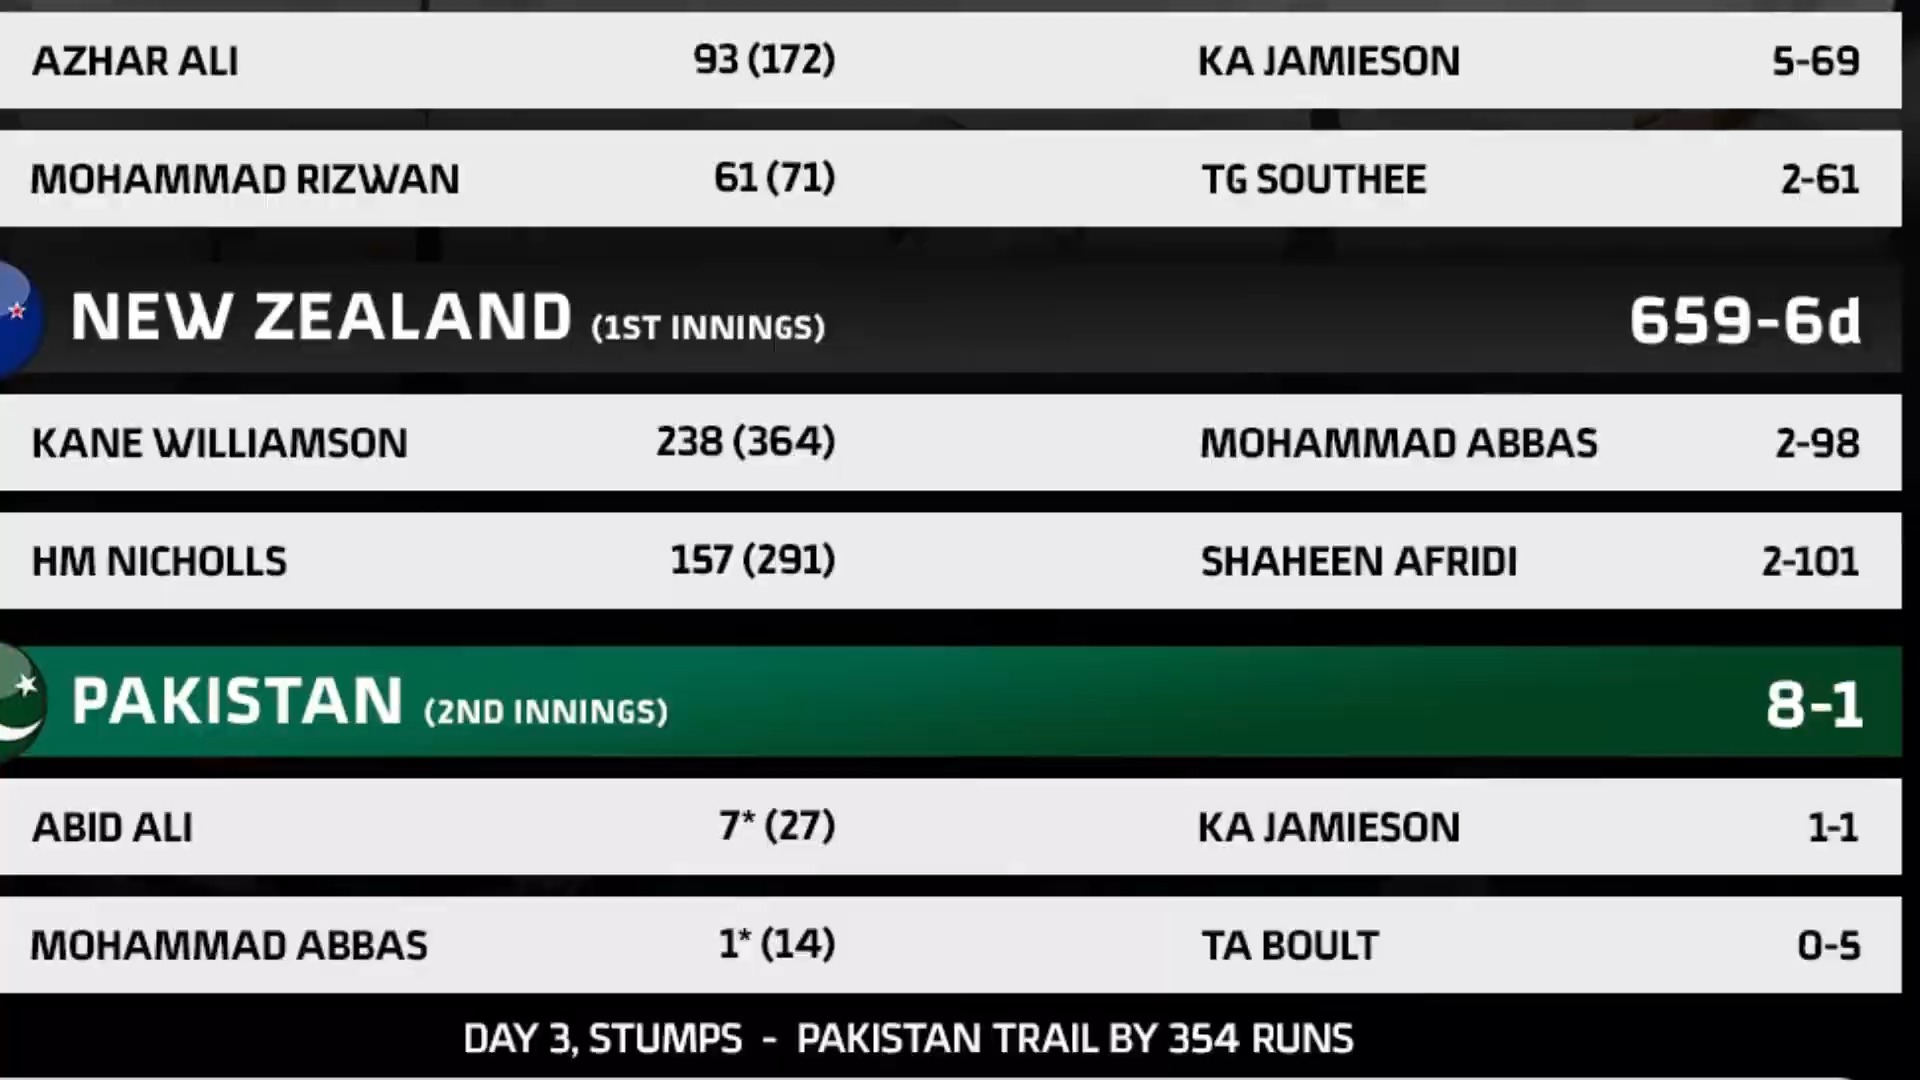 AZHAR ALI 93 (172) KA JAMIESON 5-69
MOHAMMAD RIZWAN 61 (71) TG SOUTHEE 2-61
NEW ZEALAND (1ST INNINGS) 659-6d
KANE WILLIAMSON 238 (364) MOHAMMAD ABBAS 2-98
HM NICHOLLS 157 (291) SHAHEEN AFRIDI 2-101
PAKISTAN (2ND INNINGS) 8-1
ABID ALI 7* (27) KA JAMIESON 1-1
MOHAMMAD ABBAS 1* (14) TA BOULT 0-5
DAY 3, STUMPS - PAKISTAN TRAIL BY 354 RUNS